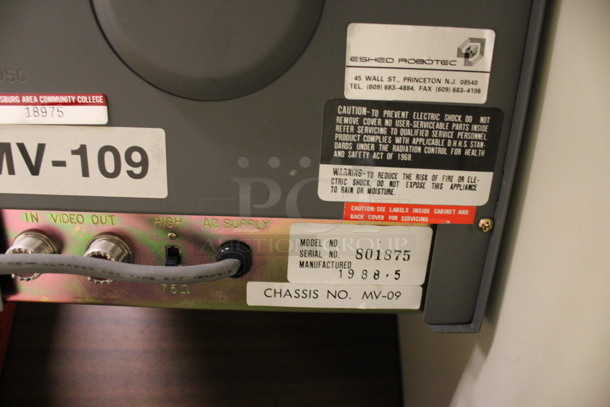 ESHED ROBOTEC
45 WALL ST., PRINCETON N.J. 08540
TEL. (609) 683-4884, FAX (609) 683-4198
OSC
SBURG AREA COMMUNITY COLLEGE
18975
MV-109
CAUTION-TO PREVENT ELECTRIC SHOCK, DO NOT
REMOVE COVER NO USER-SERVICEABLE PARTS INSIDE
REFER SERVICING TO QUALIFIED SERVICE PERSONNEL
PRODUCT COMPLIES WITH APPLICABLE D.H.H.S. STAN-
DARDS UNDER THE RADIATION CONTROL FOR HEALTH
AND SAFETY ACT OF 1968.
WARNING-TO REDUCE THE RISK OF FIRE OR ELE-
CTRIC SHOCK, DO NOT EXPOSE THIS APPLIANCE
TO RAIN OR MOISTURE.
CAUTION:SEE LABELS INSIDE CABINET AND
BACK COVER FOR SERVICING
IN VIDEO OUT HIGH AC SUPPLY
75Ω
MODEL NO.
SERIAL NO. 801875
MANUFACTURED
1988·5
CHASSIS NO. MV-09
PCI
AUCTION GROUP